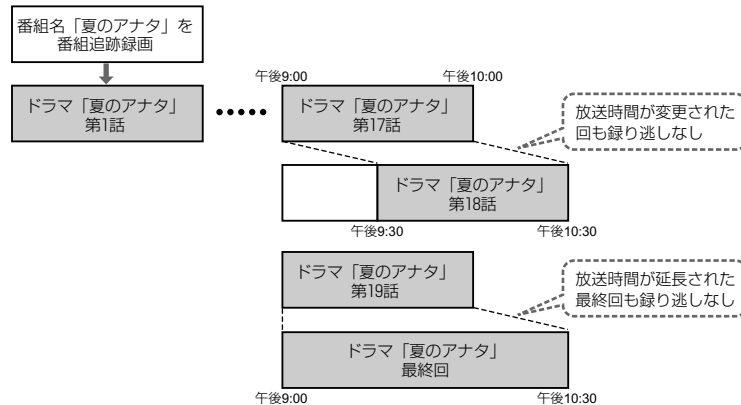 番組名「夏のアナタ」を
番組追跡録画
午後9:00
午後10:00
ドラマ「夏のアナタ」
第1話
•••••
ドラマ「夏のアナタ」
第17話
放送時間が変更された
回も録り逃しなし
ドラマ「夏のアナタ」
第18話
午後9:30
午後10:30
ドラマ「夏のアナタ」
第19話
放送時間が延長された
最終回も録り逃しなし
ドラマ「夏のアナタ」
最終回
午後9:00
午後10:30